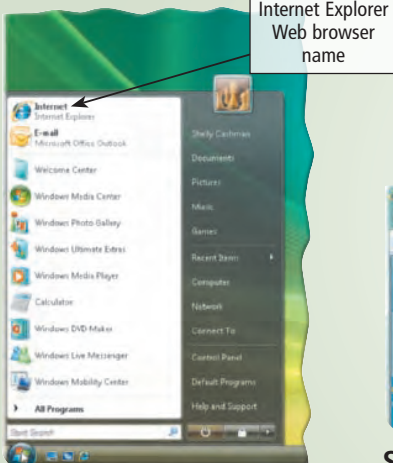 Internet Explorer
Web browser
name
Internet
Internet Explorer
E-mail
Microsoft Office Outlook
Welcome Center
Windows Media Center
Windows Photo Gallery
Windows Ultimate Extras
Windows Media Player
Calculator
Windows DVD Maker
Windows Live Messenger
Windows Mobility Center
All Programs
Start Search
Shelly Cashman
Documents
Pictures
Music
Games
Recent Items
Computer
Network
Connect To
Control Panel
Default Programs
Help and Support
S